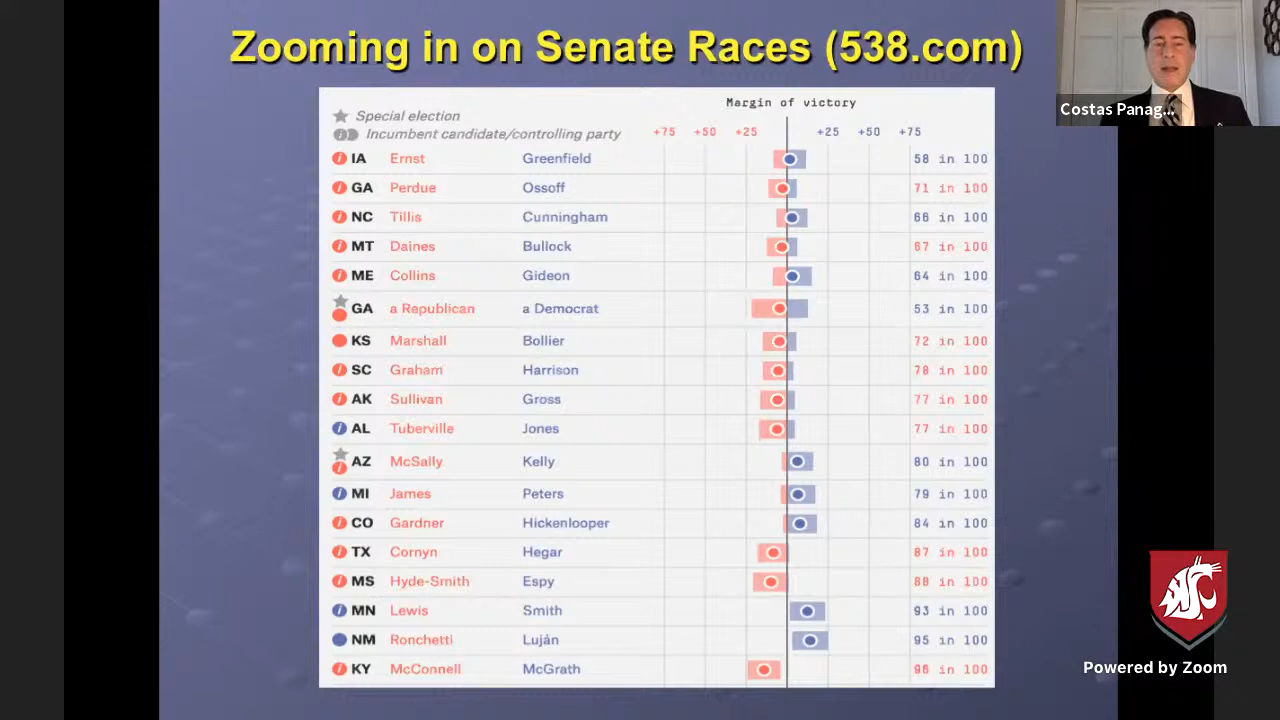 Zooming in on Senate Races (538.com)
Costas Panag...
Margin of victory
Special election
Incumbent candidate/controlling party
+75 +50 +25 +25 +50 +75
IA Ernst Greenfield 58 in 100
GA Perdue Ossoff 71 in 100
NC Tillis Cunningham 66 in 100
MT Daines Bullock 67 in 100
ME Collins Gideon 64 in 100
GA a Republican a Democrat 53 in 100
KS Marshall Bollier 72 in 100
SC Graham Harrison 78 in 100
AK Sullivan Gross 77 in 100
AL Tuberville Jones 77 in 100
AZ McSally Kelly 80 in 100
MI James Peters 79 in 100
CO Gardner Hickenlooper 84 in 100
TX Cornyn Hegar 87 in 100
MS Hyde-Smith Espy 88 in 100
MN Lewis Smith 93 in 100
NM Ronchetti Luján 95 in 100
KY McConnell McGrath 96 in 100
Powered by Zoom